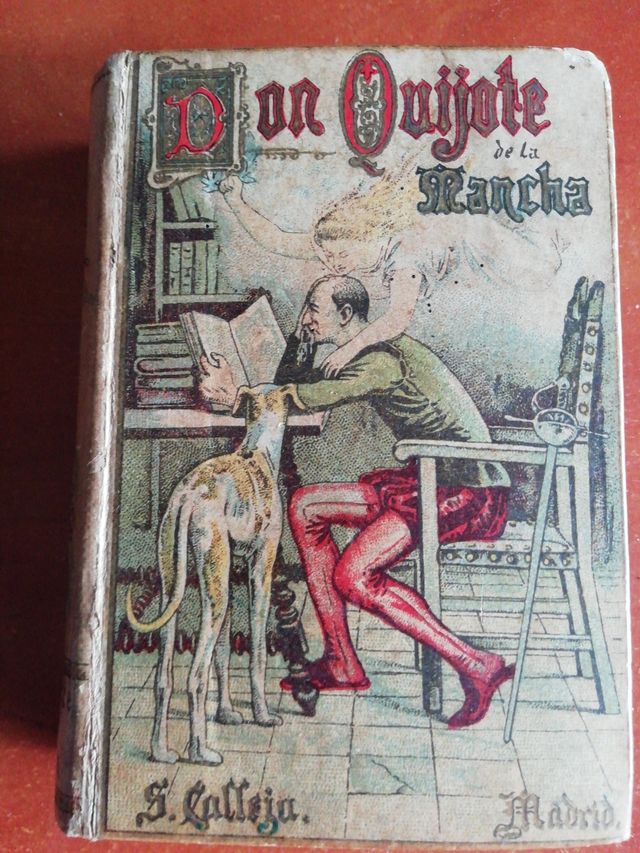 Don Quijote
de la
Mancha
S. Calleja. Madrid.